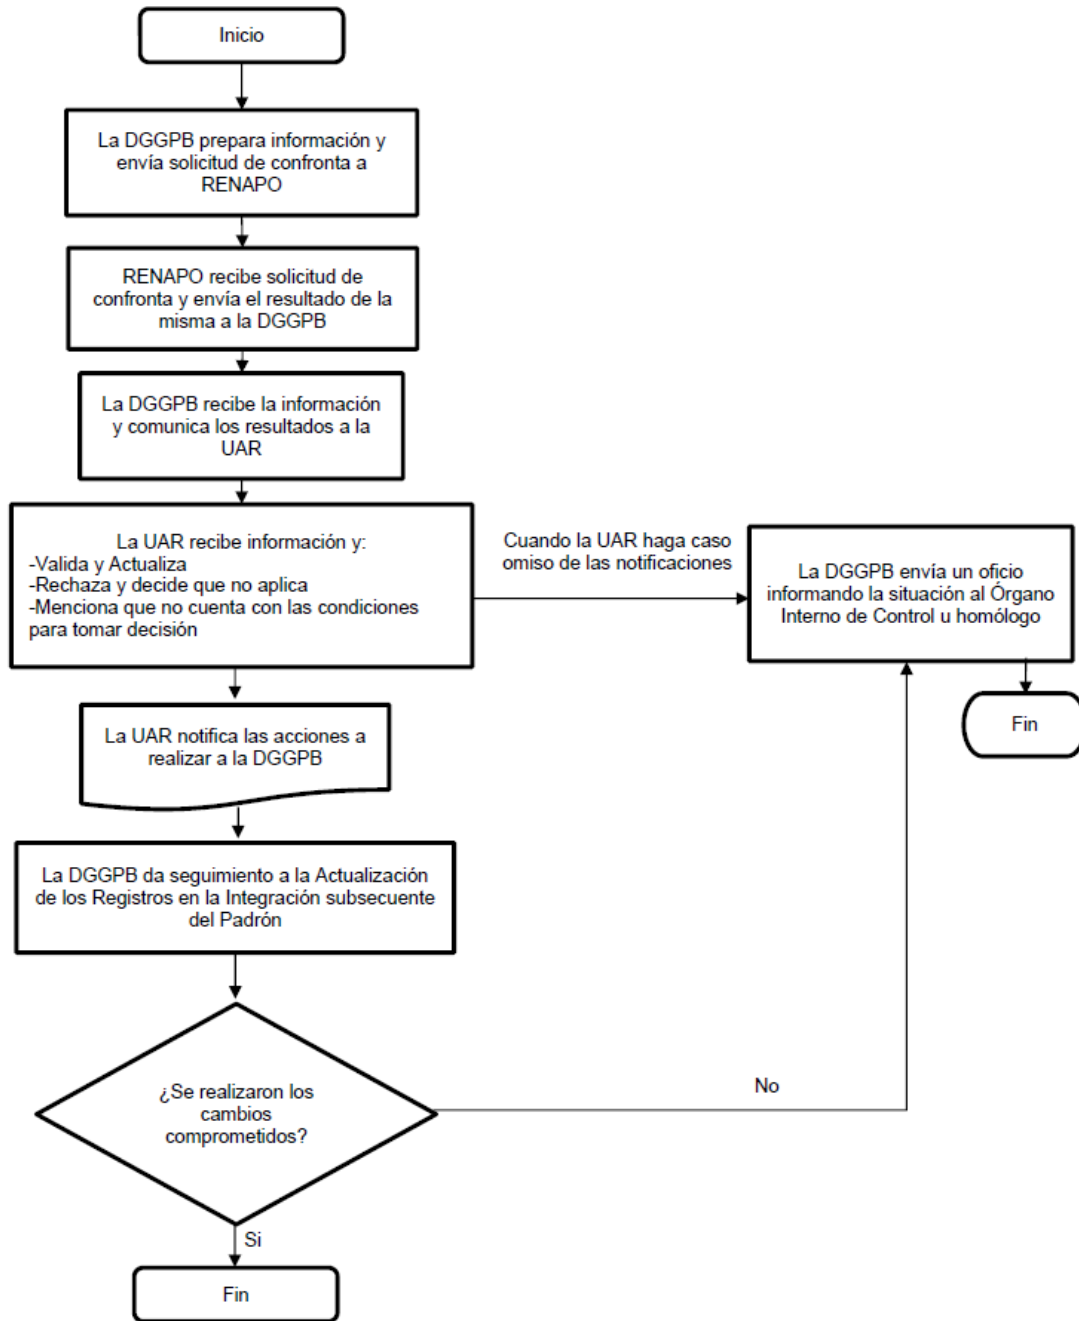 Inicio
La DGGPB prepara información y
envía solicitud de confronta a
RENAPO
RENAPO recibe solicitud de
confronta y envía el resultado de la
misma a la DGGPB
La DGGPB recibe la información
y comunica los resultados a la
UAR
La UAR recibe información y:
-Valida y Actualiza
-Rechaza y decide que no aplica
-Menciona que no cuenta con las condiciones
para tomar decisión
Cuando la UAR haga caso
omiso de las notificaciones
La DGGPB envía un oficio
informando la situación al Órgano
Interno de Control u homólogo
Fin
La UAR notifica las acciones a
realizar a la DGGPB
La DGGPB da seguimiento a la Actualización
de los Registros en la Integración subsecuente
del Padrón
¿Se realizaron los
cambios
comprometidos?
No
Si
Fin